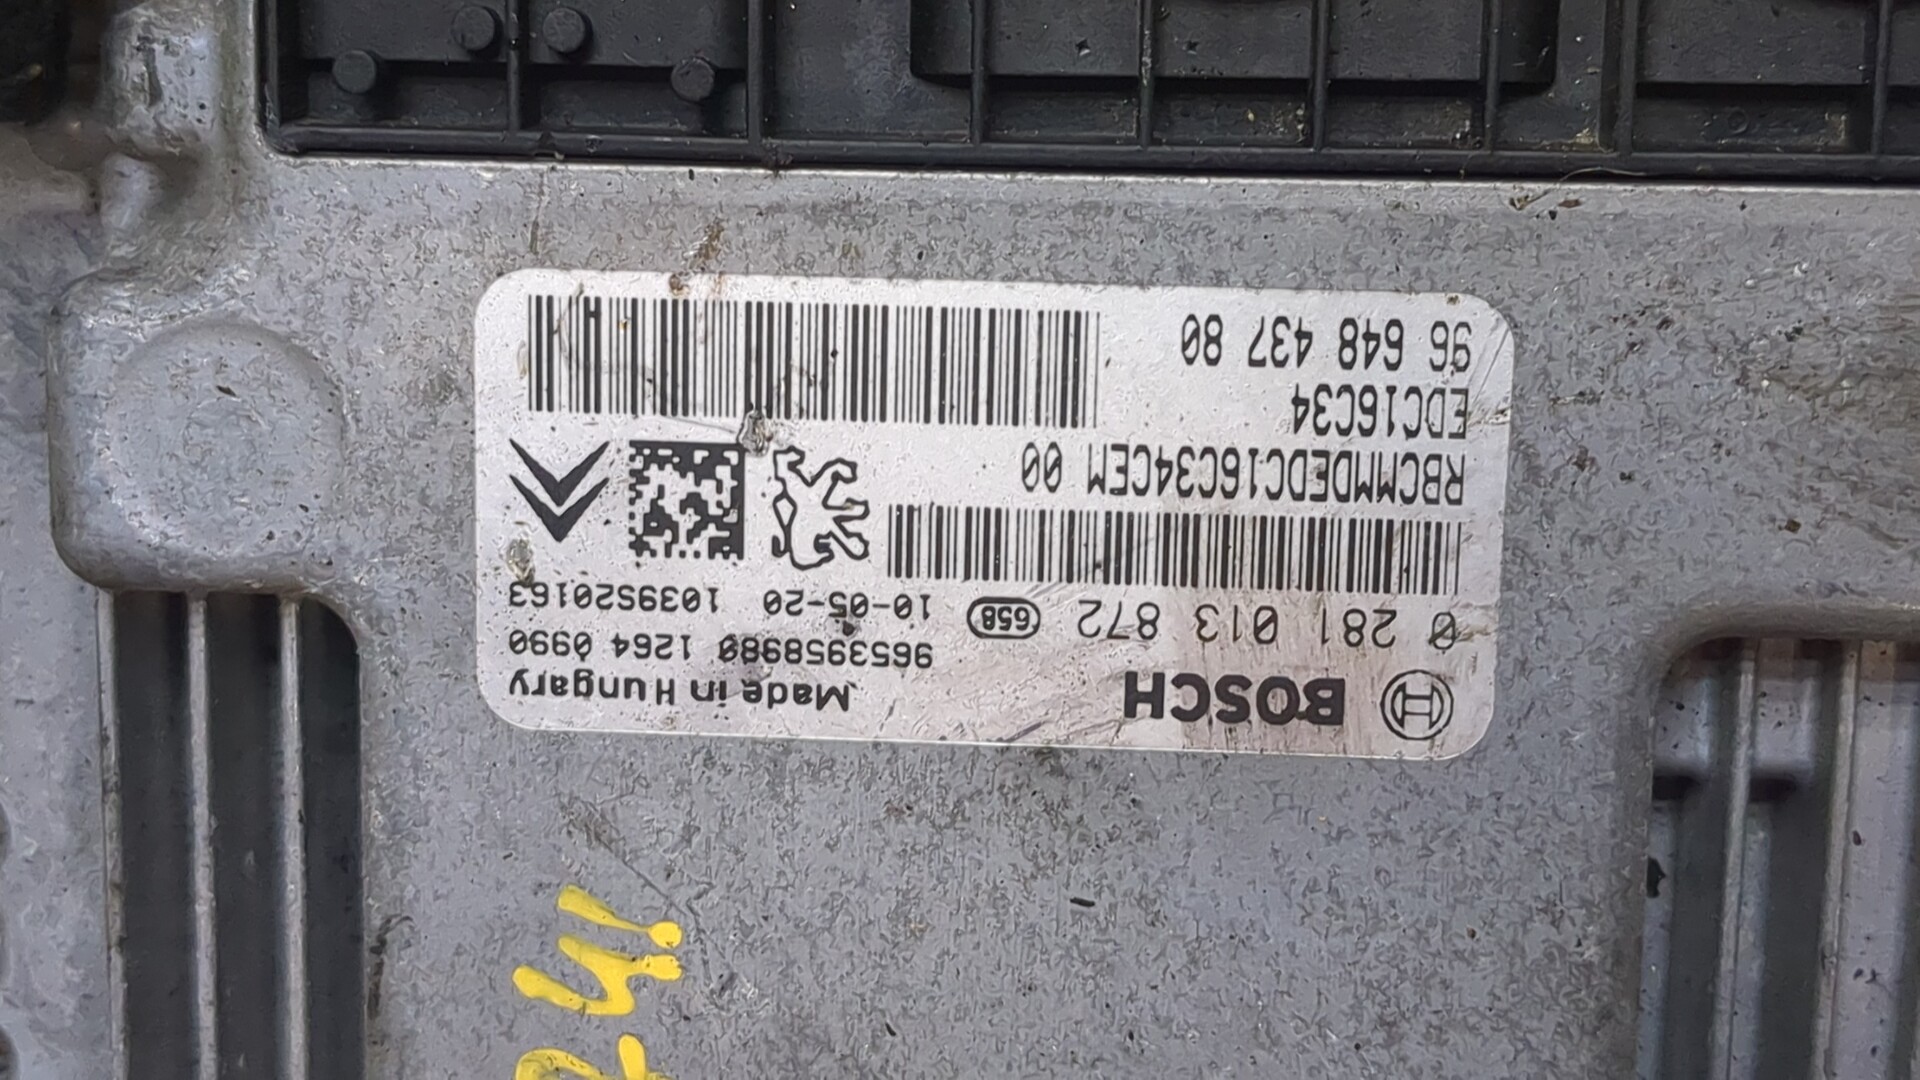 BOSCH
Made in Hungary
9653958980 1264 0990
0 281 013 872 65B
10-05-20 1039S20163
RBCMMDEDC16C34CEM 00
EDC16C34
96 648 437 80